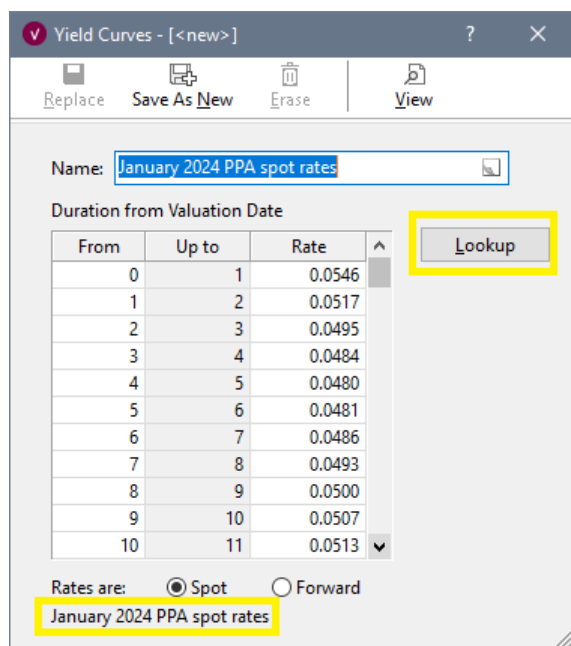 V Yield Curves - [<new>] ? ×
Replace Save As New Erase View
Name: January 2024 PPA spot rates
Duration from Valuation Date
From Up to Rate Lookup
0 1 0.0546
1 2 0.0517
2 3 0.0495
3 4 0.0484
4 5 0.0480
5 6 0.0481
6 7 0.0486
7 8 0.0493
8 9 0.0500
9 10 0.0507
10 11 0.0513
Rates are: Spot Forward
January 2024 PPA spot rates